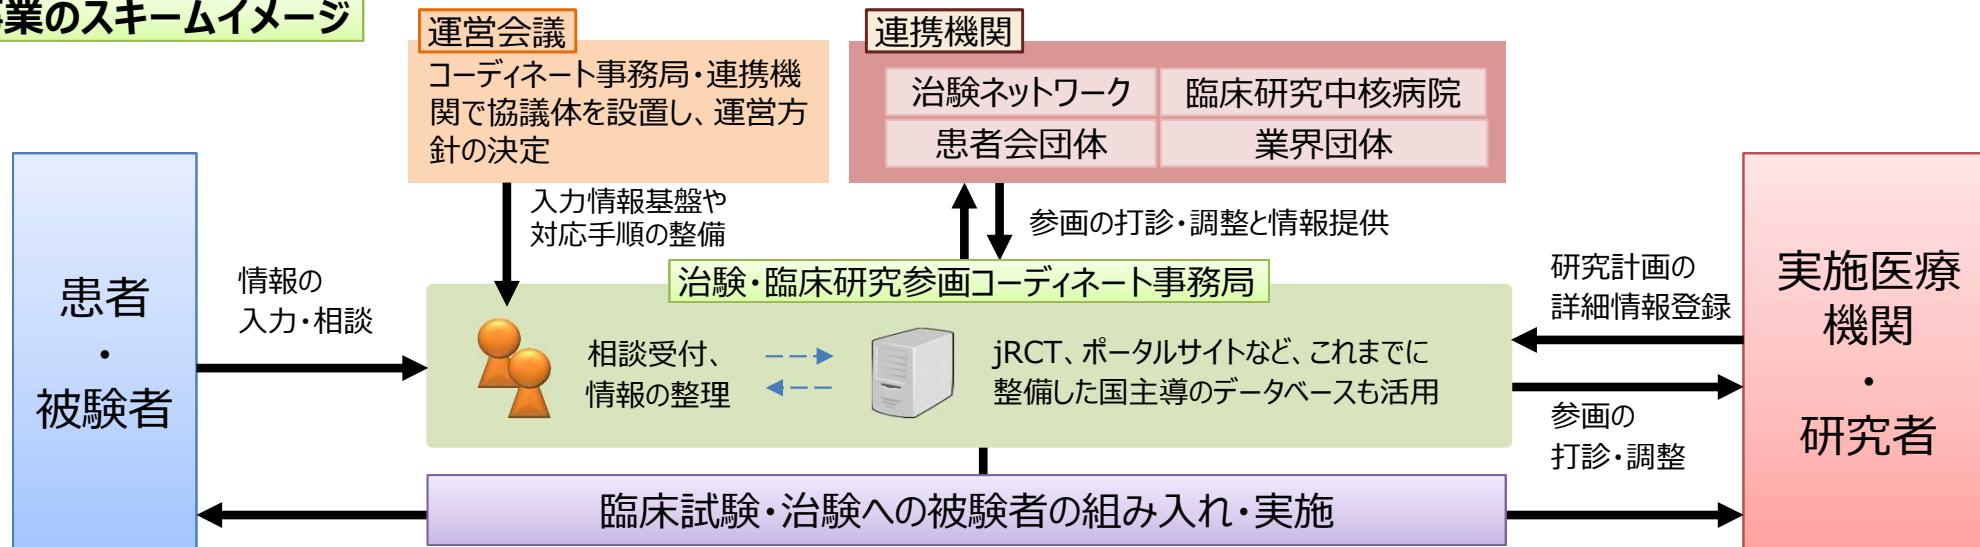 事業のスキームイメージ
運営会議
コーディネート事務局・連携機
関で協議体を設置し、運営方
針の決定
連携機関
治験ネットワーク
臨床研究中核病院
患者会団体
業界団体
入力情報基盤や
対応手順の整備
参画の打診・調整と情報提供
患者
・
被験者
情報の
入力・相談
治験・臨床研究参画コーディネート事務局
相談受付、
情報の整理
jRCT、ポータルサイトなど、これまでに
整備した国主導のデータベースも活用
研究計画の
詳細情報登録
参画の
打診・調整
実施医療
機関
・
研究者
臨床試験・治験への被験者の組み入れ・実施